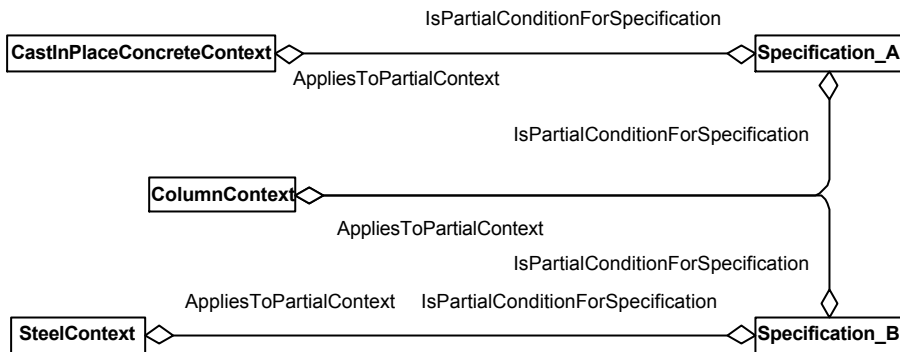 IsPartialConditionForSpecification
CastInPlaceConcreteContext
Specification_A
AppliesToPartialContext
IsPartialConditionForSpecification
ColumnContext
AppliesToPartialContext
IsPartialConditionForSpecification
AppliesToPartialContext
IsPartialConditionForSpecification
SteelContext
Specification_B